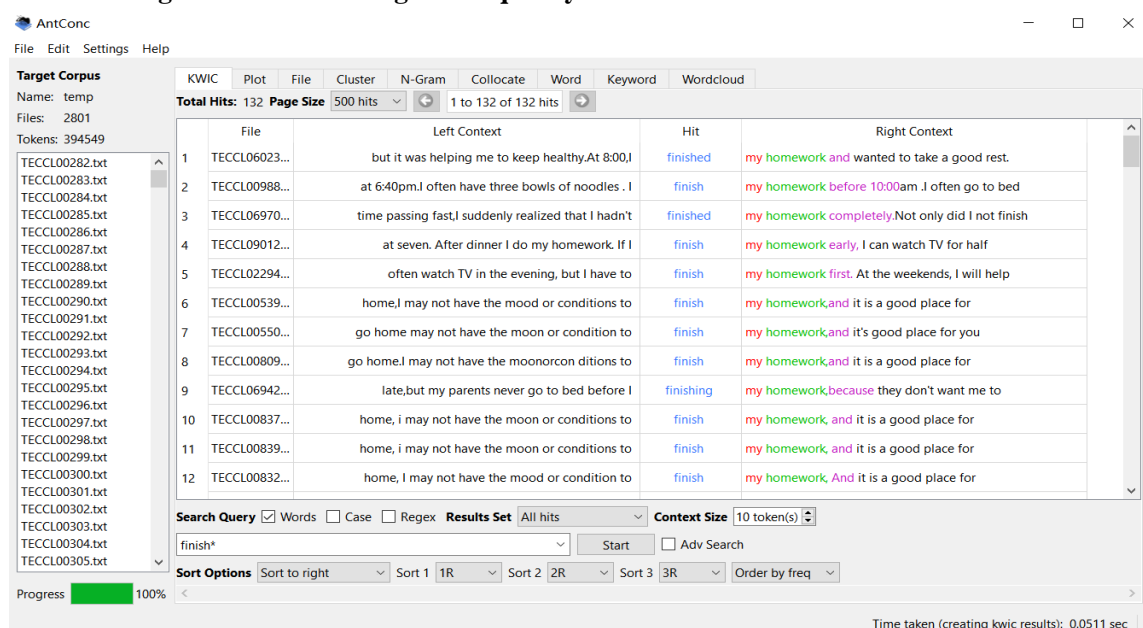 AntConc
File Edit Settings Help
Target Corpus
Name: temp
Files: 2801
Tokens: 394549
TECCL00282.txt
TECCL00283.txt
TECCL00284.txt
TECCL00285.txt
TECCL00286.txt
TECCL00287.txt
TECCL00288.txt
TECCL00289.txt
TECCL00290.txt
TECCL00291.txt
TECCL00292.txt
TECCL00293.txt
TECCL00294.txt
TECCL00295.txt
TECCL00296.txt
TECCL00297.txt
TECCL00298.txt
TECCL00299.txt
TECCL00300.txt
TECCL00301.txt
TECCL00302.txt
TECCL00303.txt
TECCL00304.txt
TECCL00305.txt
Progress 100%
KWIC Plot File Cluster N-Gram Collocate Word Keyword Wordcloud
Total Hits: 132 Page Size 500 hits 1 to 132 of 132 hits
File Left Context Hit Right Context
1 TECCL06023... but it was helping me to keep healthy.At 8:00,I finished my homework and wanted to take a good rest.
2 TECCL00988... at 6:40pm.I often have three bowls of noodles . I finish my homework before 10:00am .I often go to bed
3 TECCL06970... time passing fast,I suddenly realized that I hadn't finished my homework completely.Not only did I not finish
4 TECCL09012... at seven. After dinner I do my homework. If I finish my homework early, I can watch TV for half
5 TECCL02294... often watch TV in the evening, but I have to finish my homework first. At the weekends, I will help
6 TECCL00539... home,I may not have the mood or conditions to finish my homework,and it is a good place for
7 TECCL00550... go home may not have the moon or condition to finish my homework,and it's good place for you
8 TECCL00809... go home.I may not have the moonorcon ditions to finish my homework,and it is a good place for
9 TECCL06942... late,but my parents never go to bed before I finishing my homework,because they don't want me to
10 TECCL00837... home, i may not have the moon or conditions to finish my homework, and it is a good place for
11 TECCL00839... home, i may not have the moon or conditions to finish my homework, and it is a good place for
12 TECCL00832... home, I may not have the mood or condition to finish my homework, And it is a good place for
Search Query Words Case Regex Results Set All hits Context Size 10 token(s)
finish* Start Adv Search
Sort Options Sort to right Sort 1 1R Sort 2 2R Sort 3 3R Order by freq
Time taken (creating kwic results): 0.0511 sec